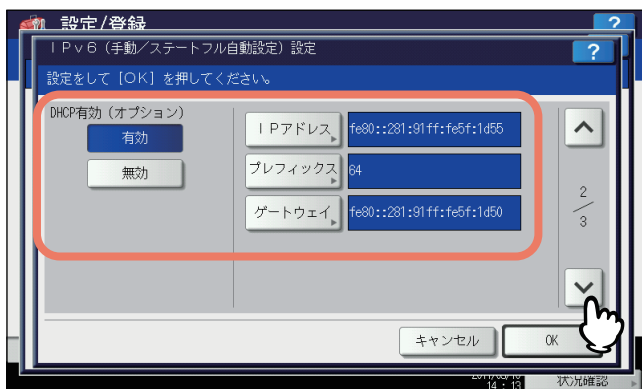 設定/登録
?
IPv6(手動/ステートフル自動設定)設定
?
設定をして[OK]を押してください。
DHCP有効(オプション)
有効
無効
IPアドレス
fe80::281:91ff:fe5f:1d55
プレフィックス
64
ゲートウェイ
fe80::281:91ff:fe5f:1d50
2/3
キャンセル
OK
14:13
状況確認